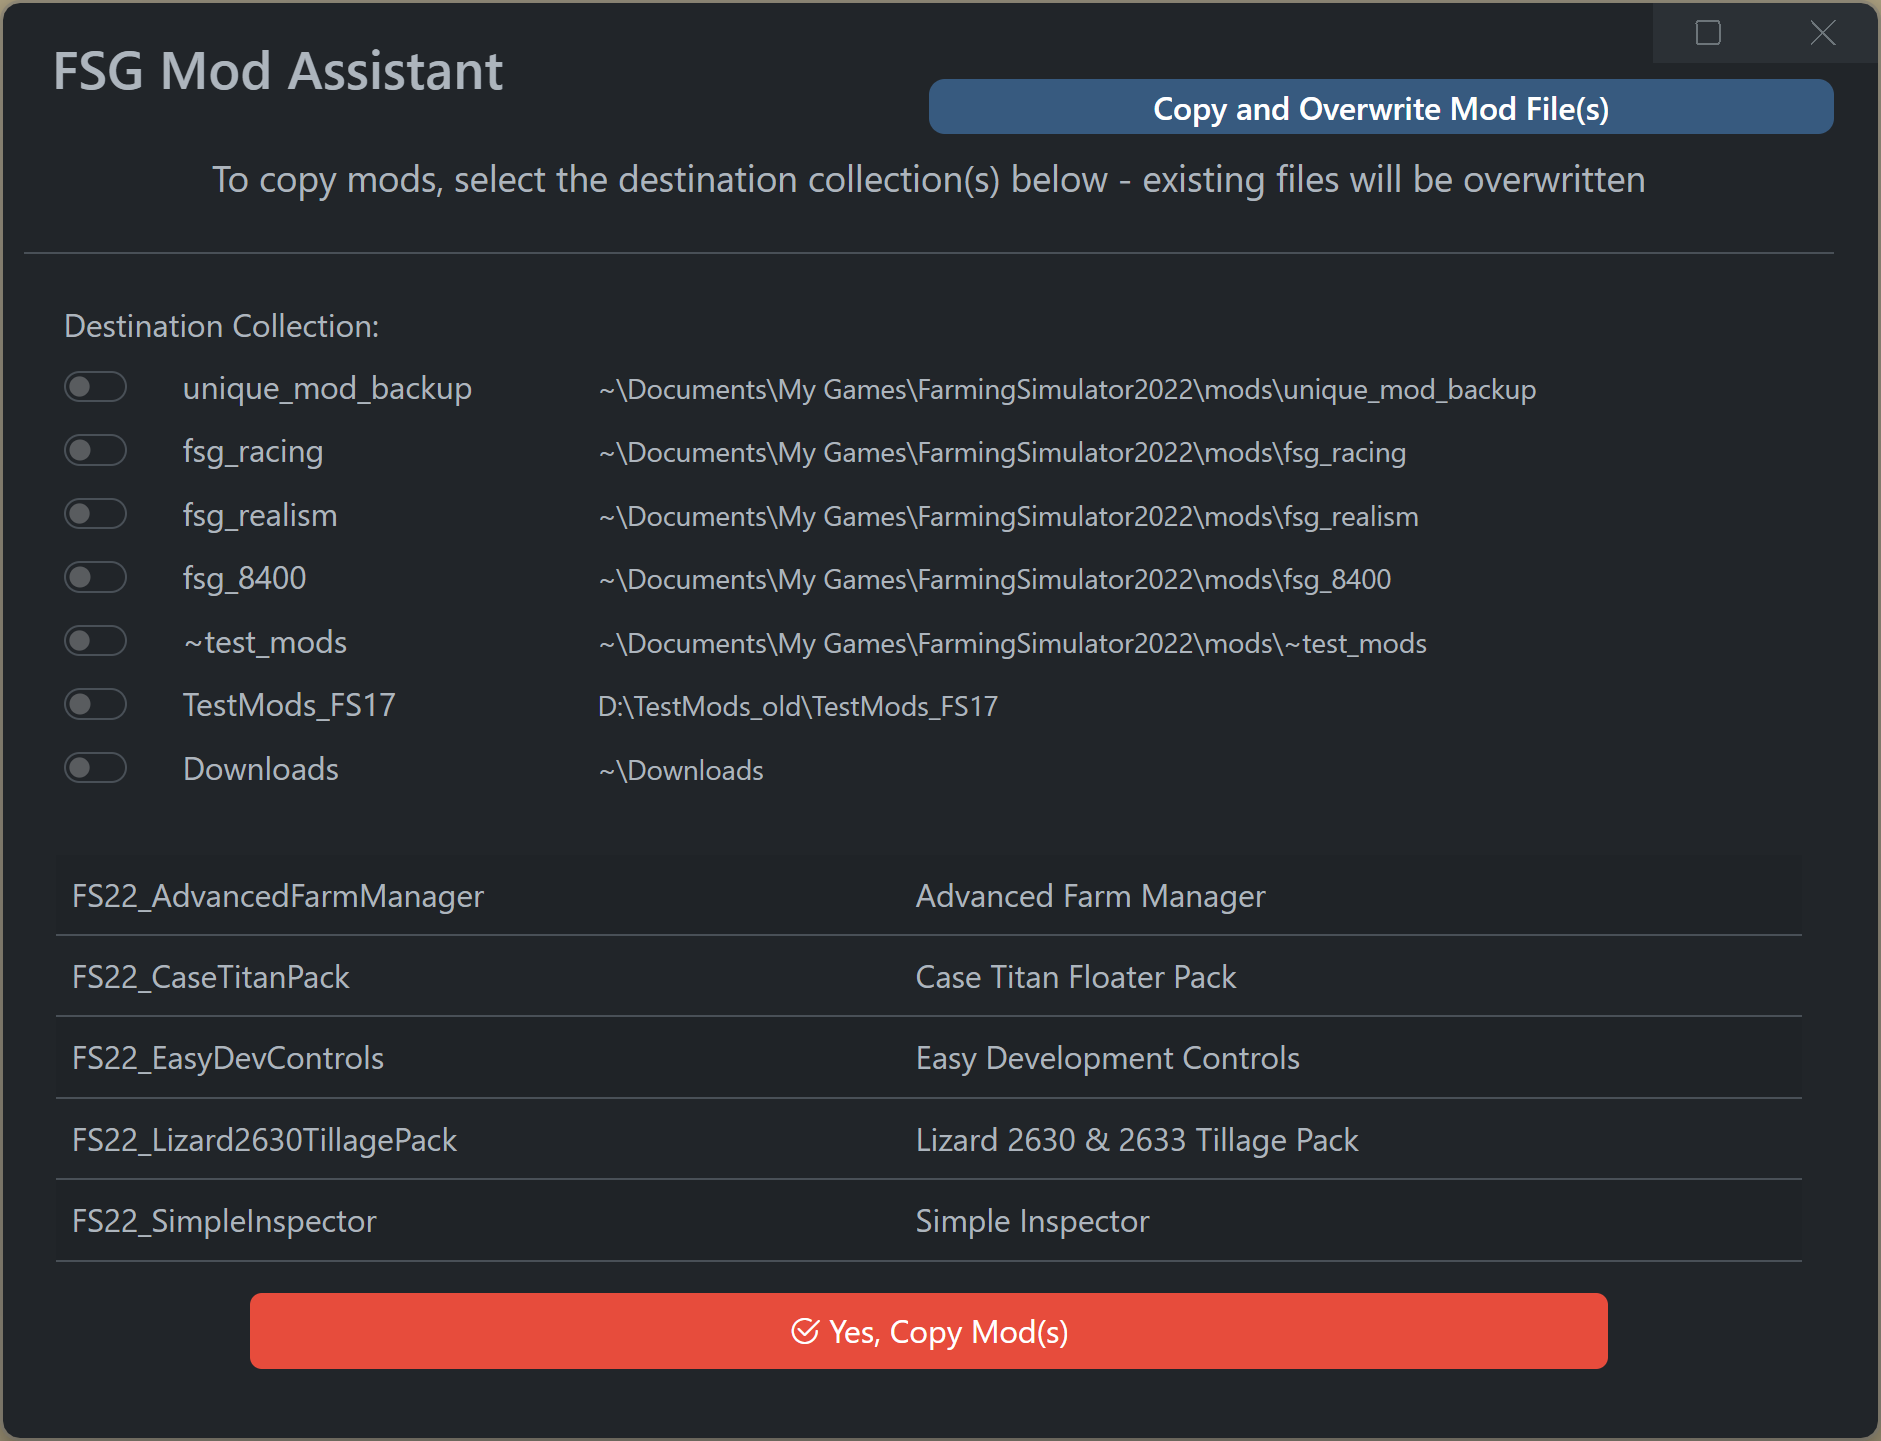 FSG Mod Assistant
Copy and Overwrite Mod File(s)
To copy mods, select the destination collection(s) below - existing files will be overwritten
Destination Collection:
unique_mod_backup ~\Documents\My Games\FarmingSimulator2022\mods\unique_mod_backup
fsg_racing ~\Documents\My Games\FarmingSimulator2022\mods\fsg_racing
fsg_realism ~\Documents\My Games\FarmingSimulator2022\mods\fsg_realism
fsg_8400 ~\Documents\My Games\FarmingSimulator2022\mods\fsg_8400
~test_mods ~\Documents\My Games\FarmingSimulator2022\mods\~test_mods
TestMods_FS17 D:\TestMods_old\TestMods_FS17
Downloads ~\Downloads
FS22_AdvancedFarmManager Advanced Farm Manager
FS22_CaseTitanPack Case Titan Floater Pack
FS22_EasyDevControls Easy Development Controls
FS22_Lizard2630TillagePack Lizard 2630 & 2633 Tillage Pack
FS22_SimpleInspector Simple Inspector
Yes, Copy Mod(s)